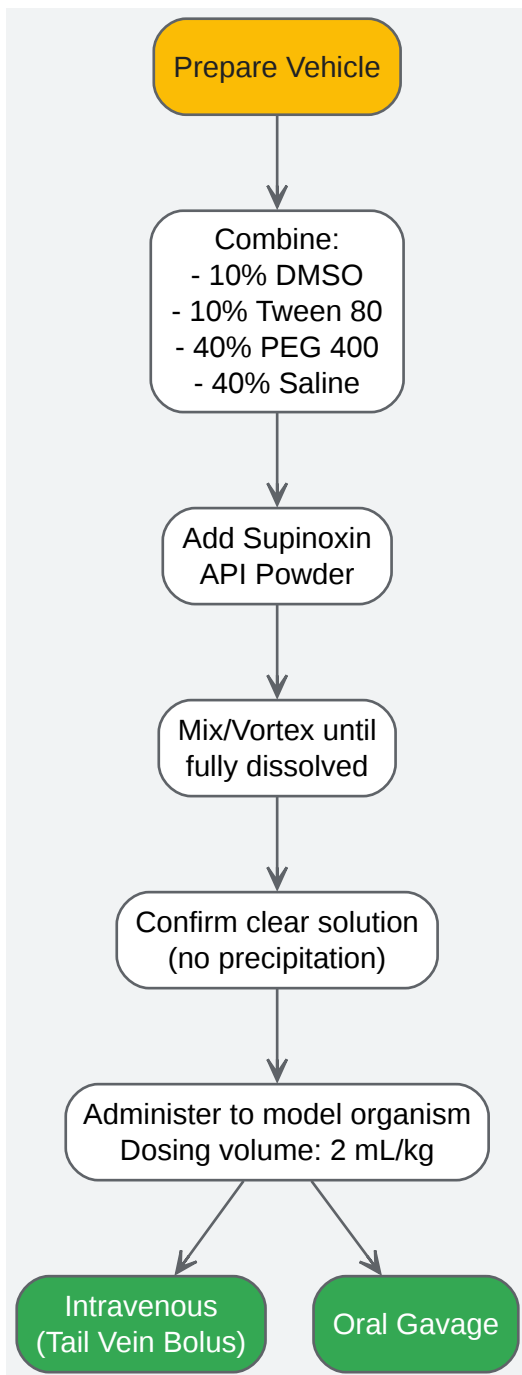 Prepare Vehicle
Combine:
- 10% DMSO
- 10% Tween 80
- 40% PEG 400
- 40% Saline
Add Supinoxin
API Powder
Mix/Vortex until
fully dissolved
Confirm clear solution
(no precipitation)
Administer to model organism
Dosing volume: 2 mL/kg
Intravenous
(Tail Vein Bolus)
Oral Gavage